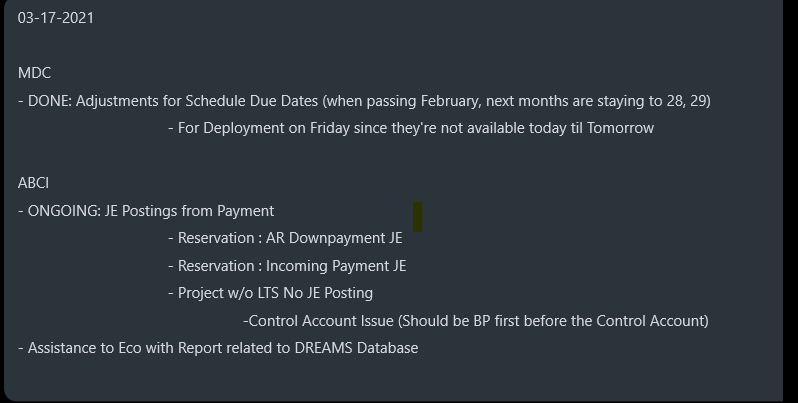 03-17-2021
MDC
- DONE: Adjustments for Schedule Due Dates (when passing February, next months are staying to 28, 29)
- For Deployment on Friday since they're not available today til Tomorrow
ABCI
- ONGOING: JE Postings from Payment
- Reservation : AR Downpayment JE
- Reservation : Incoming Payment JE
- Project w/o LTS No JE Posting
-Control Account Issue (Should be BP first before the Control Account)
- Assistance to Eco with Report related to DREAMS Database